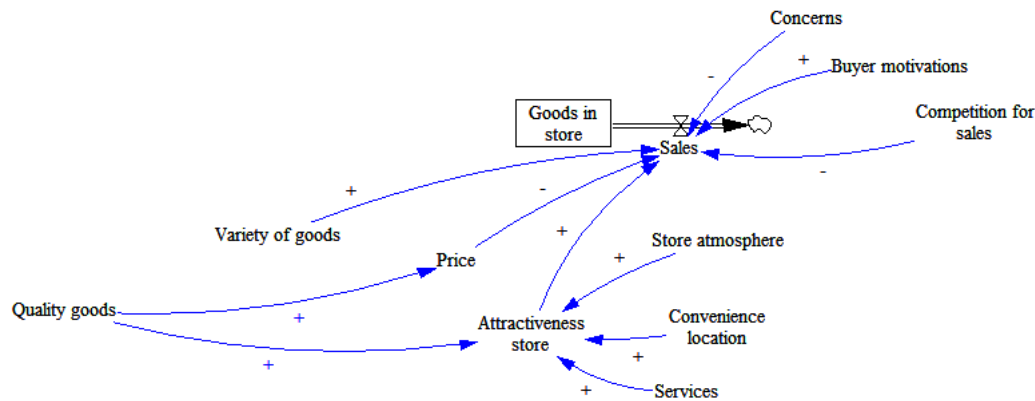 Concerns
+
Buyer motivations
-
Goods in
store
Competition for
sales
Sales
-
+
-
Variety of goods
+
Store atmosphere
Price
+
Quality goods
+
Attractiveness
store
Convenience
location
+
+
+
Services